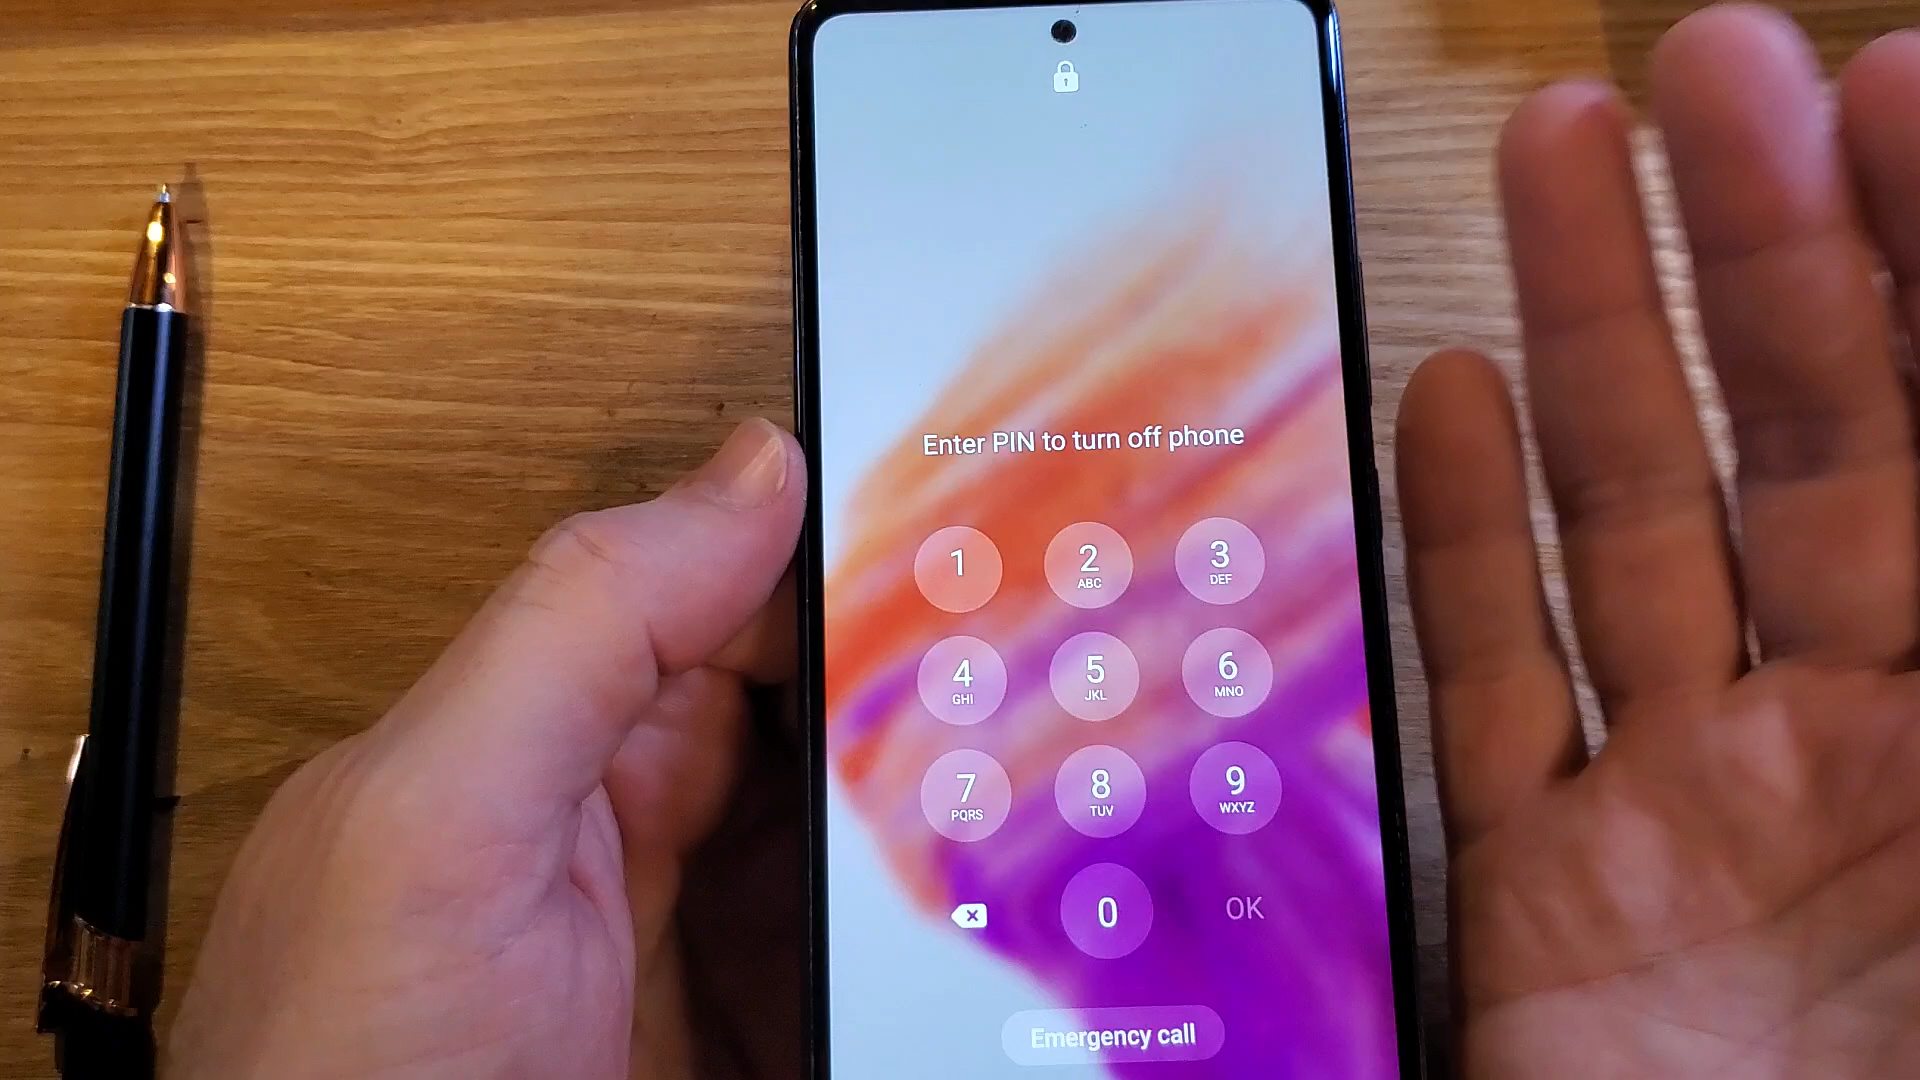 Enter PIN to turn off phone
1
2
ABC
3
DEF
4
GHI
5
JKL
6
MNO
7
PQRS
8
TUV
9
WXYZ
0
OK
Emergency call